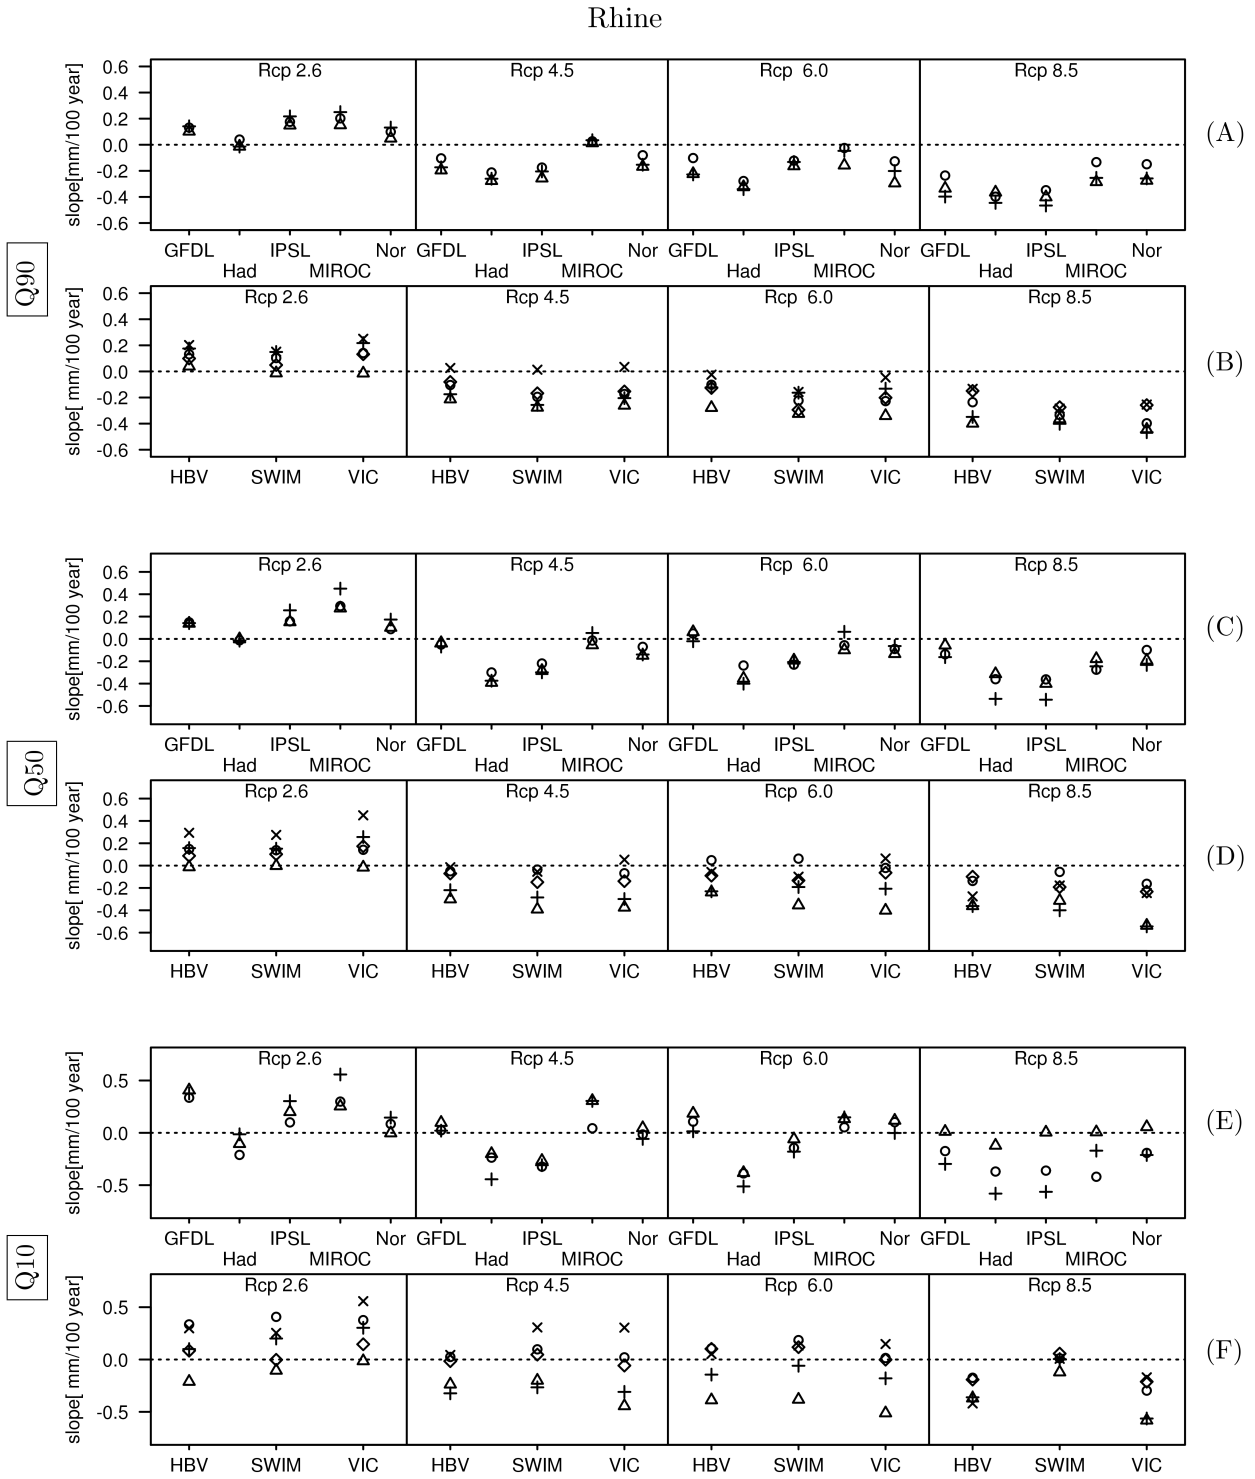 Rhine
Rcp 2.6 Rcp 4.5 Rcp 6.0 Rcp 8.5
slope[mm/100 year]
0.6
0.4
0.2
0.0
-0.2
-0.4
-0.6
(A)
GFDL IPSL Nor GFDL IPSL Nor GFDL IPSL Nor GFDL IPSL Nor
Had MIROC Had MIROC Had MIROC Had MIROC
Q90
Rcp 2.6 Rcp 4.5 Rcp 6.0 Rcp 8.5
slope[ mm/100 year]
0.6
0.4
0.2
0.0
-0.2
-0.4
-0.6
(B)
HBV SWIM VIC HBV SWIM VIC HBV SWIM VIC HBV SWIM VIC
Rcp 2.6 Rcp 4.5 Rcp 6.0 Rcp 8.5
slope[mm/100 year]
0.6
0.4
0.2
0.0
-0.2
-0.4
-0.6
(C)
GFDL IPSL Nor GFDL IPSL Nor GFDL IPSL Nor GFDL IPSL Nor
Had MIROC Had MIROC Had MIROC Had MIROC
Q50
Rcp 2.6 Rcp 4.5 Rcp 6.0 Rcp 8.5
slope[ mm/100 year]
0.6
0.4
0.2
0.0
-0.2
-0.4
-0.6
(D)
HBV SWIM VIC HBV SWIM VIC HBV SWIM VIC HBV SWIM VIC
Rcp 2.6 Rcp 4.5 Rcp 6.0 Rcp 8.5
slope[mm/100 year]
0.5
0.0
-0.5
(E)
GFDL IPSL Nor GFDL IPSL Nor GFDL IPSL Nor GFDL IPSL Nor
Had MIROC Had MIROC Had MIROC Had MIROC
Q10
Rcp 2.6 Rcp 4.5 Rcp 6.0 Rcp 8.5
slope[ mm/100 year]
0.5
0.0
-0.5
(F)
HBV SWIM VIC HBV SWIM VIC HBV SWIM VIC HBV SWIM VIC